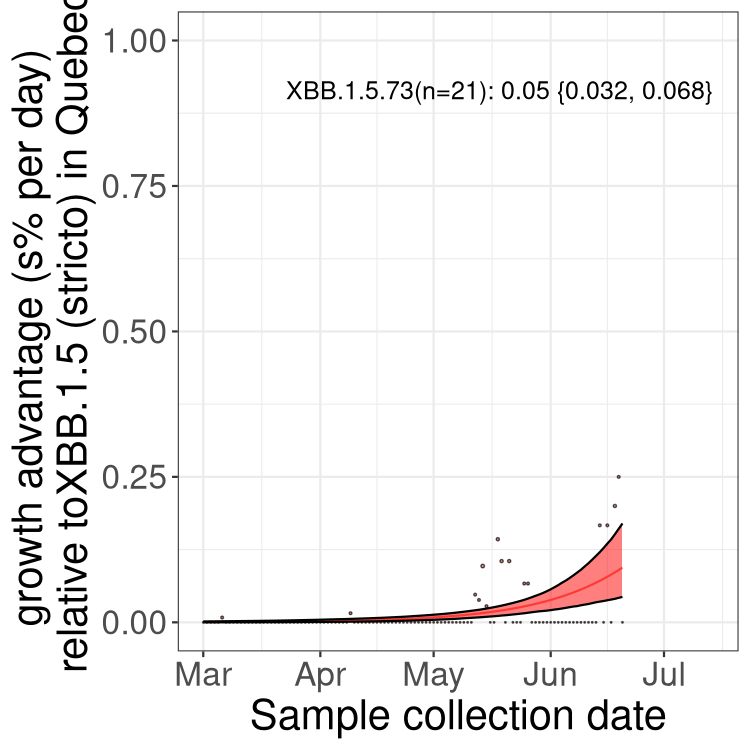 growth advantage (s% per day)
relative toXBB.1.5 (stricto) in Quebec
1.00
0.75
0.50
0.25
0.00
XBB.1.5.73(n=21): 0.05 {0.032, 0.068}
Mar Apr May Jun Jul
Sample collection date